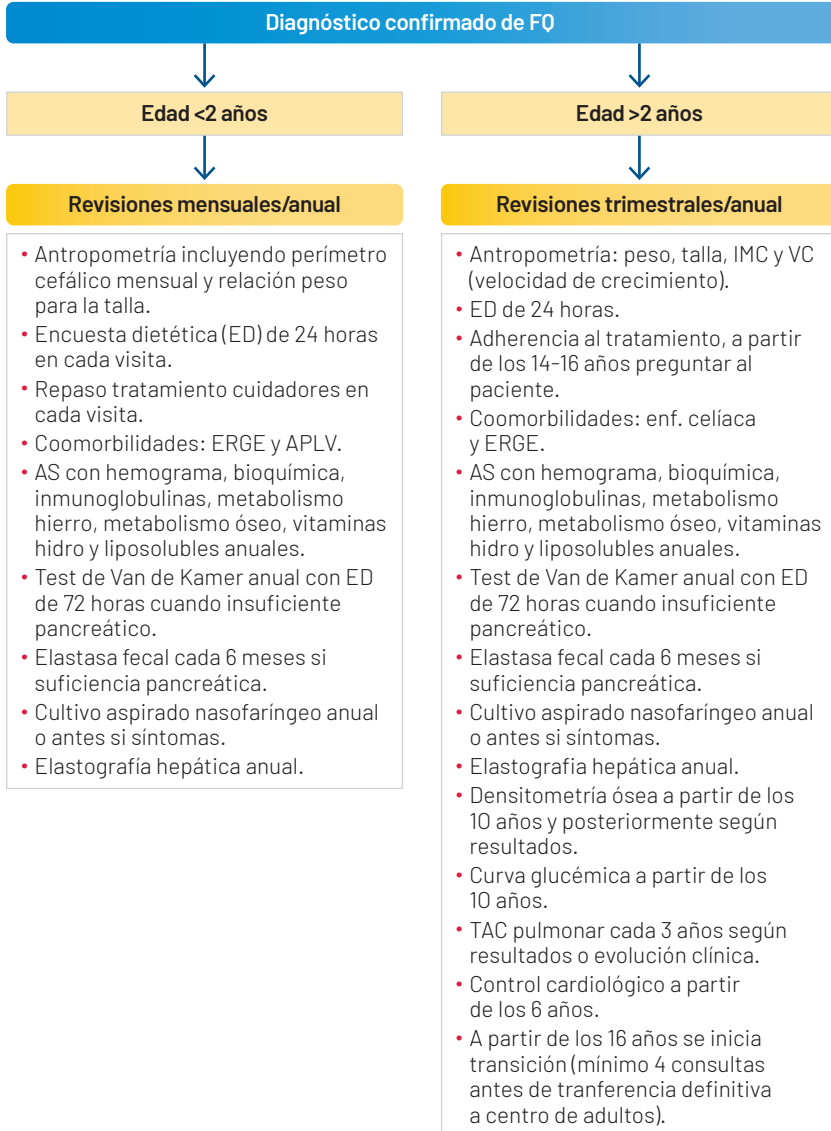 Diagnóstico confirmado de FQ
Edad <2 años
Revisiones mensuales/anual
• Antropometría incluyendo perímetro
cefálico mensual y relación peso
para la talla.
• Encuesta dietética (ED) de 24 horas
en cada visita.
• Repaso tratamiento cuidadores en
cada visita.
• Coomorbilidades: ERGE y APLV.
• AS con hemograma, bioquímica,
inmunoglobulinas, metabolismo
hierro, metabolismo óseo, vitaminas
hidro y liposolubles anuales.
• Test de Van de Kamer anual con ED
de 72 horas cuando insuficiente
pancreático.
• Elastasa fecal cada 6 meses si
suficiencia pancreática.
• Cultivo aspirado nasofaríngeo anual
o antes si síntomas.
• Elastografía hepática anual.
Edad >2 años
Revisiones trimestrales/anual
• Antropometría: peso, talla, IMC y VC
(velocidad de crecimiento).
• ED de 24 horas.
• Adherencia al tratamiento, a partir
de los 14-16 años preguntar al
paciente.
• Coomorbilidades: enf. celíaca
y ERGE.
• AS con hemograma, bioquímica,
inmunoglobulinas, metabolismo
hierro, metabolismo óseo, vitaminas
hidro y liposolubles anuales.
• Test de Van de Kamer anual con ED
de 72 horas cuando insuficiente
pancreático.
• Elastasa fecal cada 6 meses si
suficiencia pancreática.
• Cultivo aspirado nasofaríngeo anual
o antes si síntomas.
• Elastografia hepática anual.
• Densitometría ósea a partir de los
10 años y posteriormente según
resultados.
• Curva glucémica a partir de los
10 años.
• TAC pulmonar cada 3 años según
resultados o evolución clínica.
• Control cardiológico a partir
de los 6 años.
• A partir de los 16 años se inicia
transición (mínimo 4 consultas
antes de tranferencia definitiva
a centro de adultos).